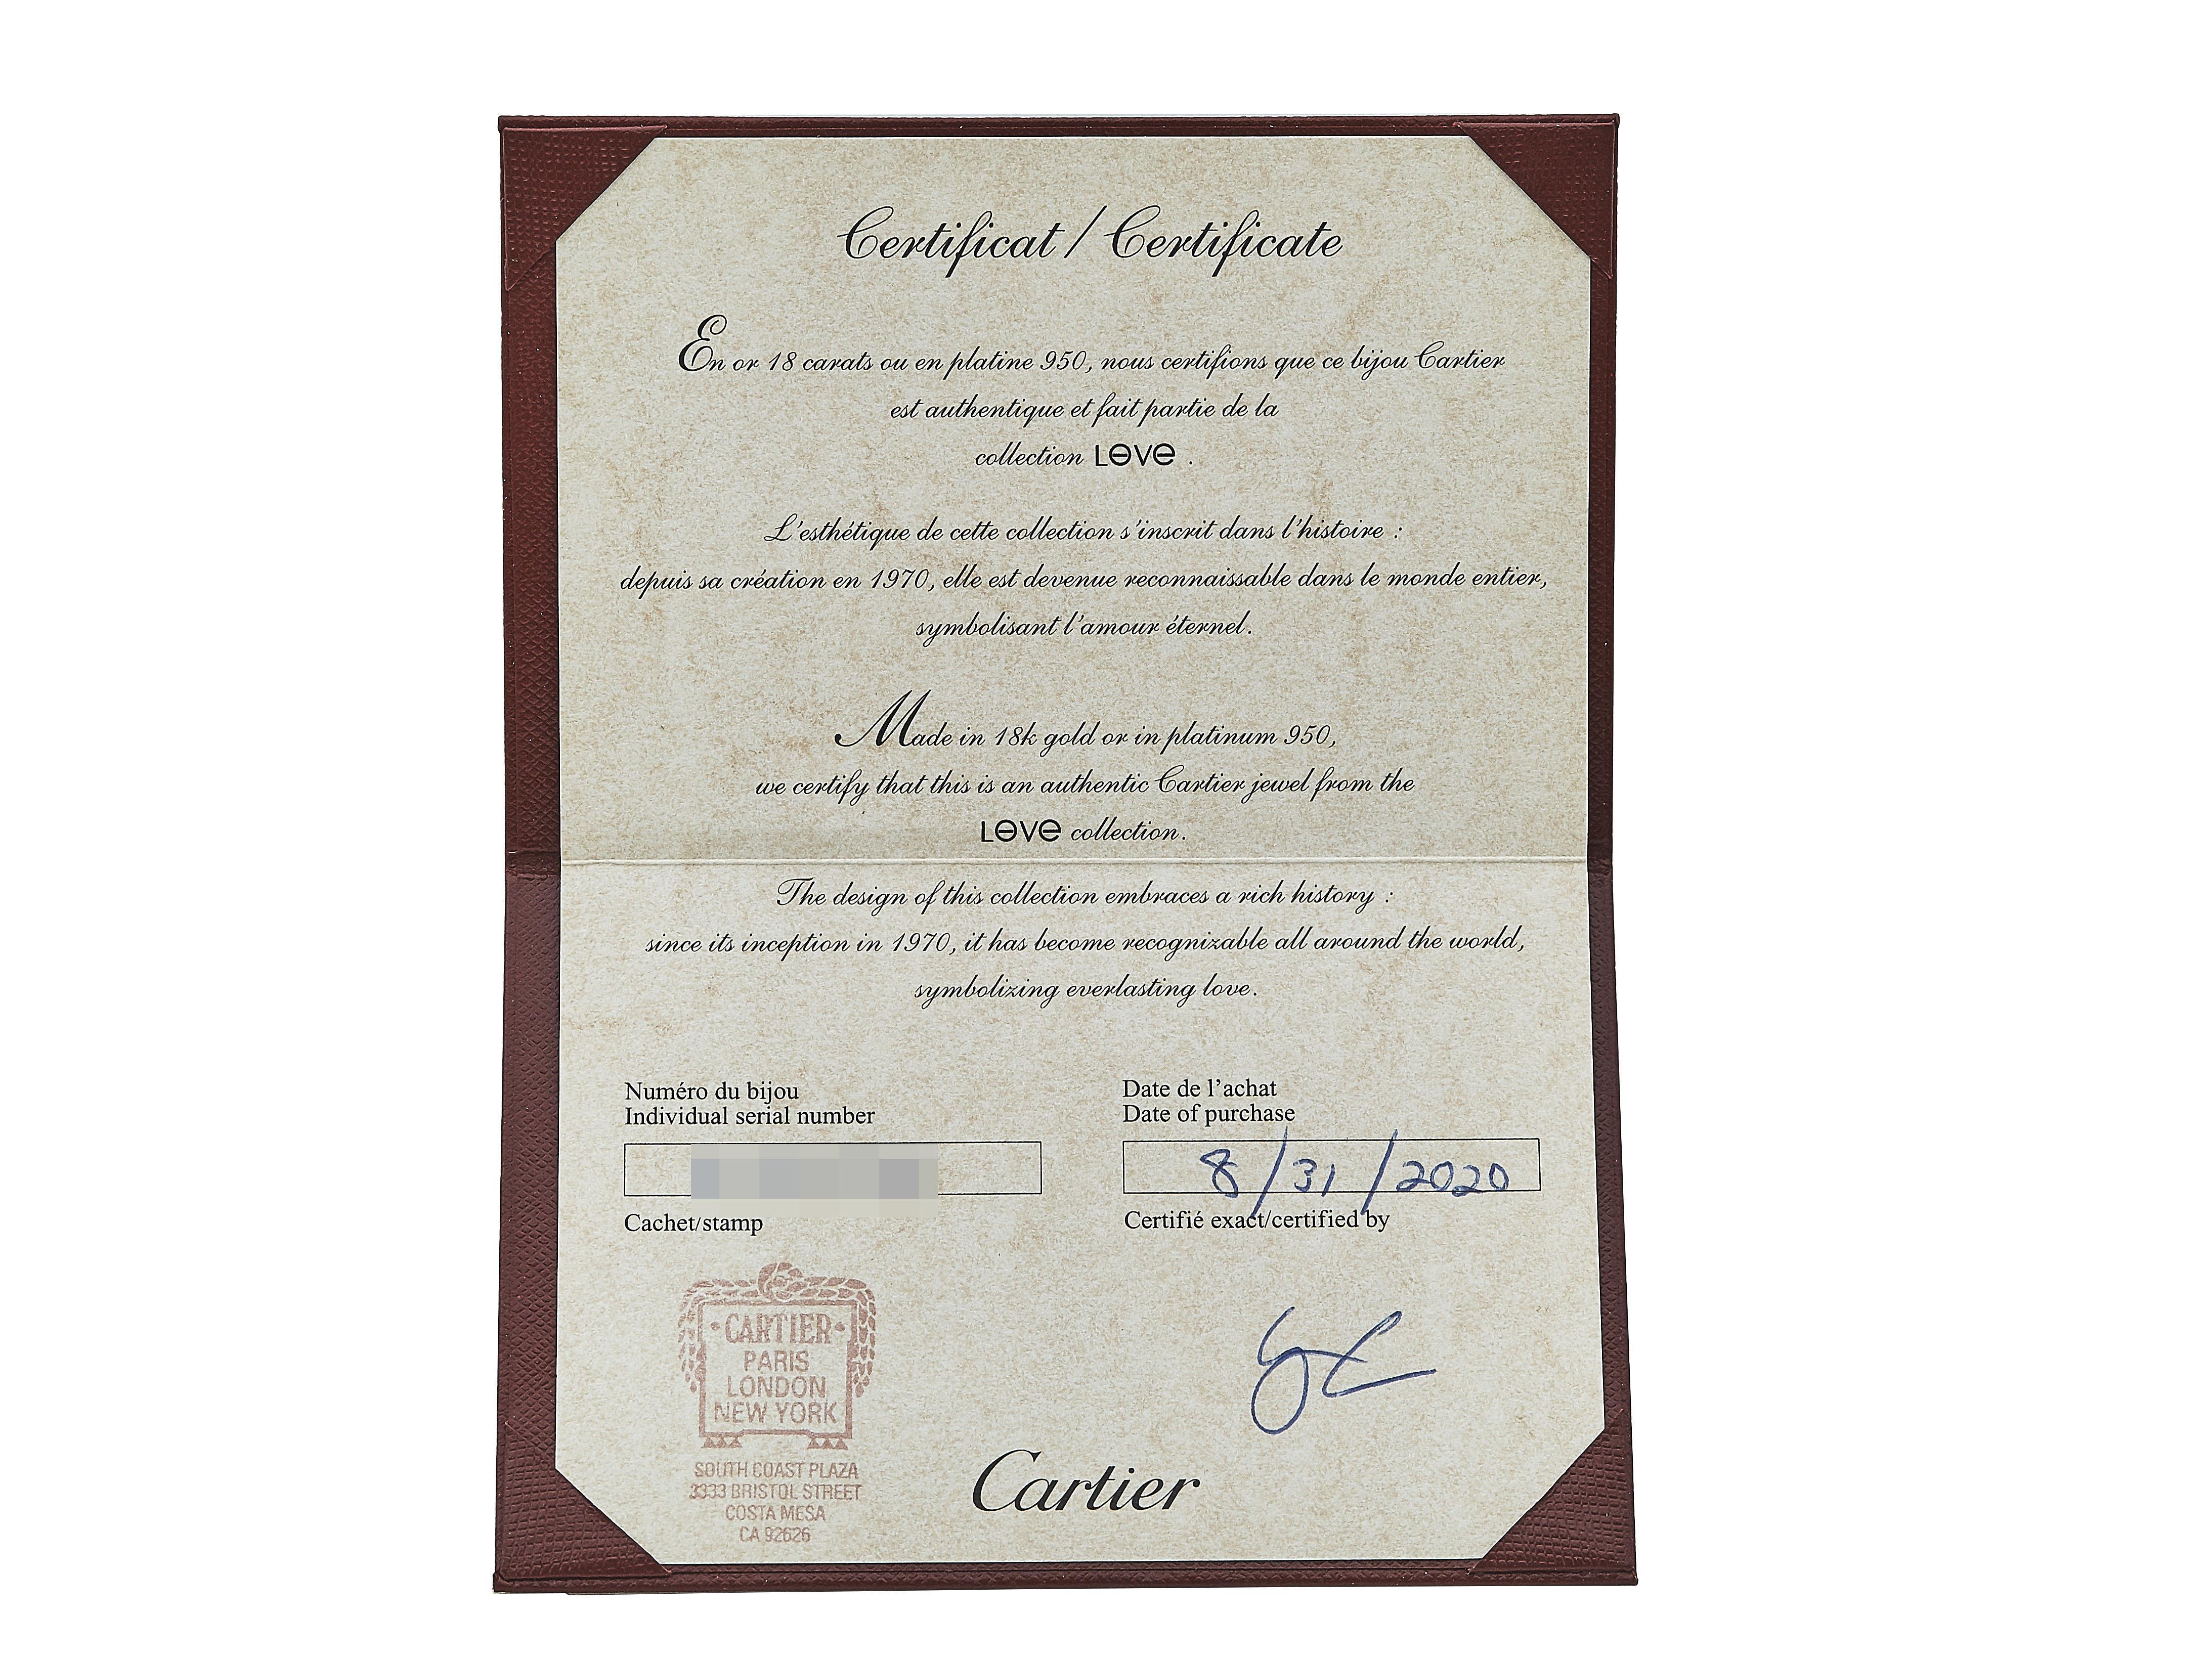 Certificat / Certificate
En or 18 carats ou en platine 950, nous certifions que ce bijou Cartier
est authentique et fait partie de la
collection LOVE .
L'esthétique de cette collection s'inscrit dans l'histoire :
depuis sa création en 1970, elle est devenue reconnaissable dans le monde entier,
symbolisant l'amour éternel.
Made in 18k gold or in platinum 950,
we certify that this is an authentic Cartier jewel from the
LOVE collection.
The design of this collection embraces a rich history :
since its inception in 1970, it has become recognizable all around the world,
symbolizing everlasting love.
Numéro du bijou
Individual serial number
Date de l'achat
Date of purchase
8/31/2020
Cachet/stamp
Certifié exact/certified by
CARTIER
PARIS
LONDON
NEW YORK
SOUTH COAST PLAZA
3333 BRISTOL STREET
COSTA MESA
CA 92626
Cartier